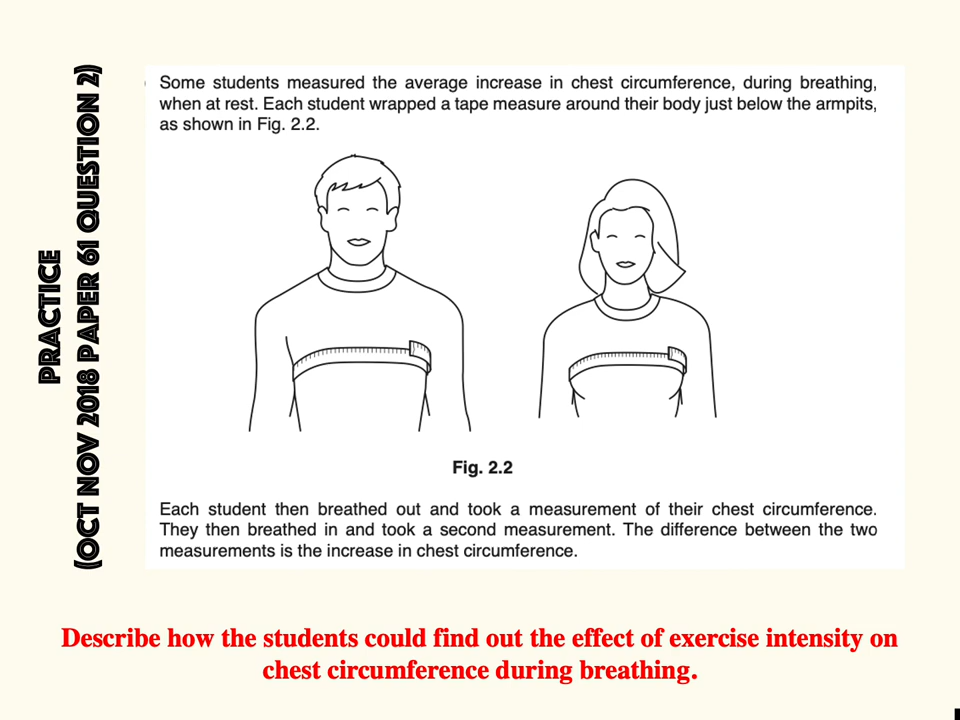 PRACTICE
(OCT NOV 2018 PAPER 61 QUESTION 2)
Some students measured the average increase in chest circumference, during breathing,
when at rest. Each student wrapped a tape measure around their body just below the armpits,
as shown in Fig. 2.2.
Fig. 2.2
Each student then breathed out and took a measurement of their chest circumference.
They then breathed in and took a second measurement. The difference between the two
measurements is the increase in chest circumference.
Describe how the students could find out the effect of exercise intensity on
chest circumference during breathing.